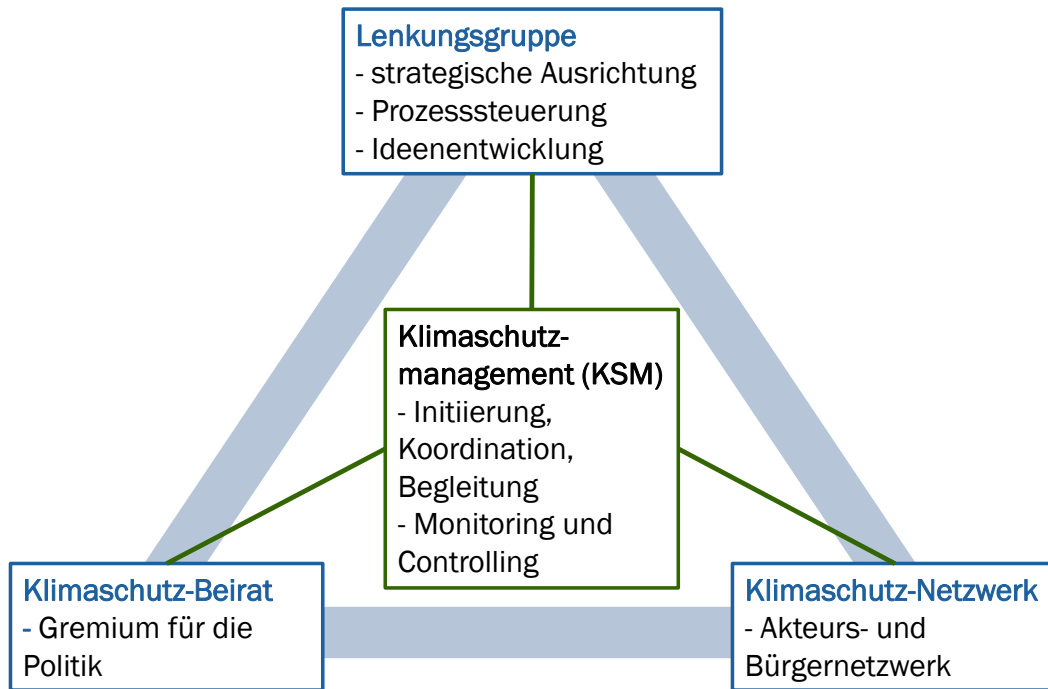 Lenkungsgruppe
- strategische Ausrichtung
- Prozesssteuerung
- Ideenentwicklung
Klimaschutz-
management (KSM)
- Initiierung,
Koordination,
Begleitung
- Monitoring und
Controlling
Klimaschutz-Beirat
- Gremium für die
Politik
Klimaschutz-Netzwerk
- Akteurs- und
Bürgernetzwerk